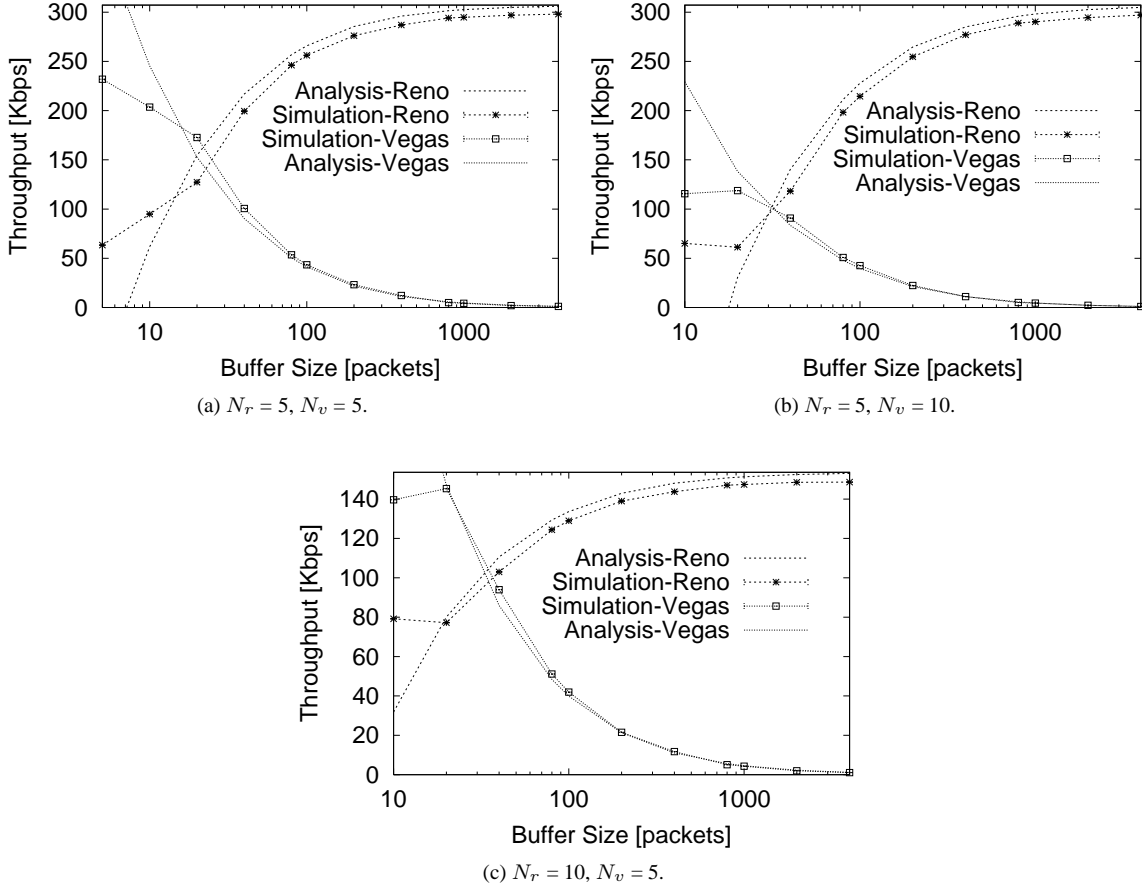 300
250
200
150
100
50
0
Throughput [Kbps]
Analysis-Reno
Simulation-Reno
Simulation-Vegas
Analysis-Vegas
10 100 1000
Buffer Size [packets]
(a) N_r = 5, N_v = 5.
300
250
200
150
100
50
0
Throughput [Kbps]
Analysis-Reno
Simulation-Reno
Simulation-Vegas
Analysis-Vegas
10 100 1000
Buffer Size [packets]
(b) N_r = 5, N_v = 10.
140
120
100
80
60
40
20
0
Throughput [Kbps]
Analysis-Reno
Simulation-Reno
Simulation-Vegas
Analysis-Vegas
10 100 1000
Buffer Size [packets]
(c) N_r = 10, N_v = 5.